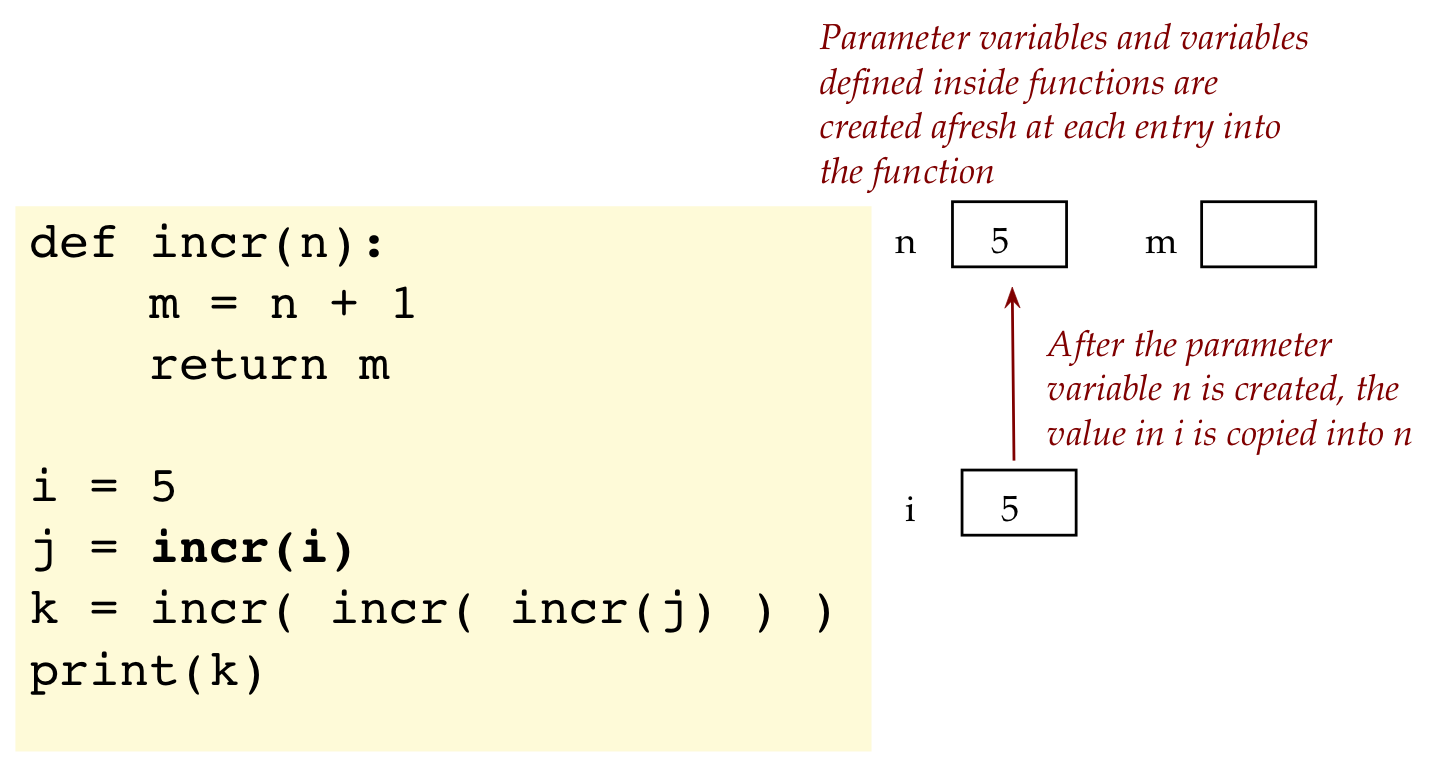 Parameter variables and variables
defined inside functions are
created afresh at each entry into
the function
def incr(n):
    m = n + 1
    return m
i = 5
j = incr(i)
k = incr( incr( incr(j) ) )
print(k)
n 5 m
After the parameter
variable n is created, the
value in i is copied into n
i 5